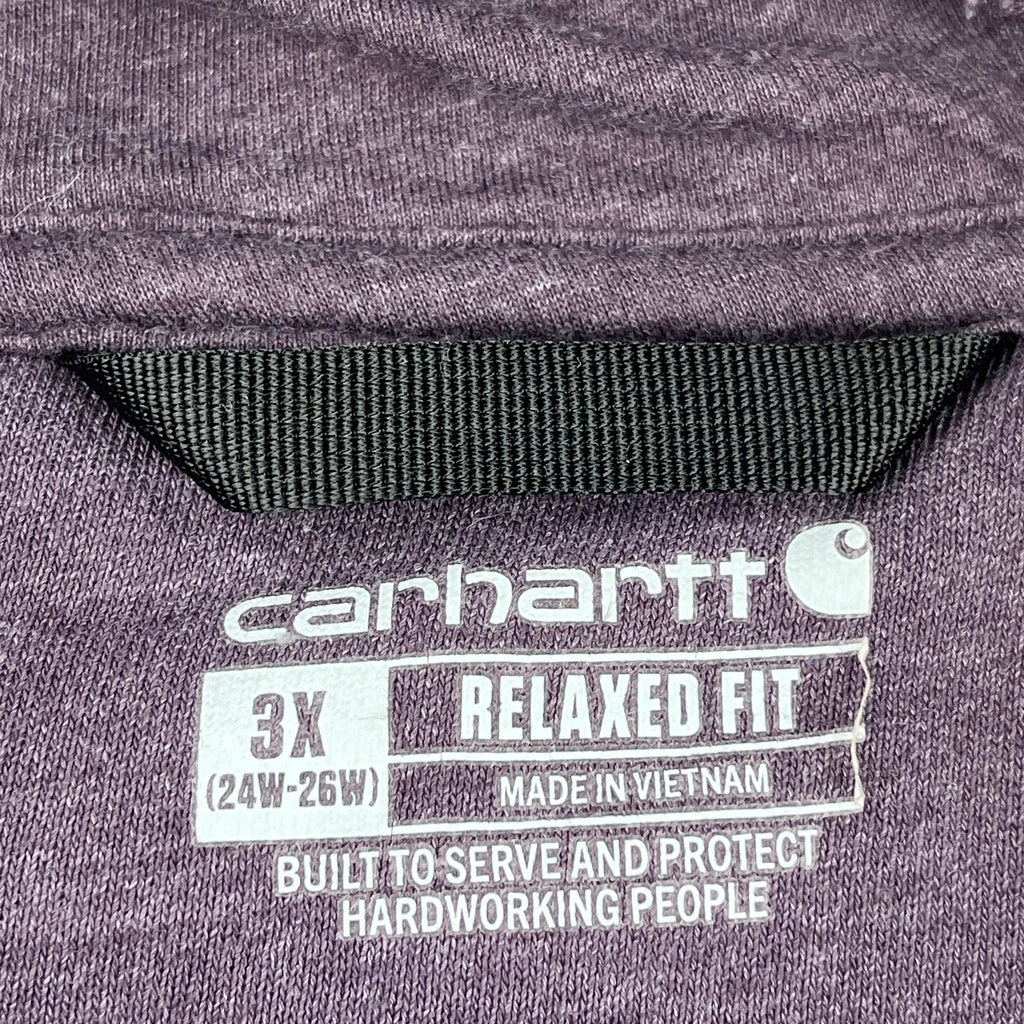 carhartt
3X
(24W-26W)
RELAXED FIT
MADE IN VIETNAM
BUILT TO SERVE AND PROTECT
HARDWORKING PEOPLE